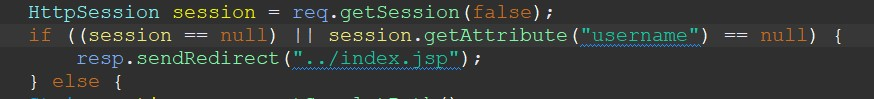 HttpSession session = req.getSession(false);
if ((session == null) || session.getAttribute("username") == null) {
resp.sendRedirect("../index.jsp");
} else {